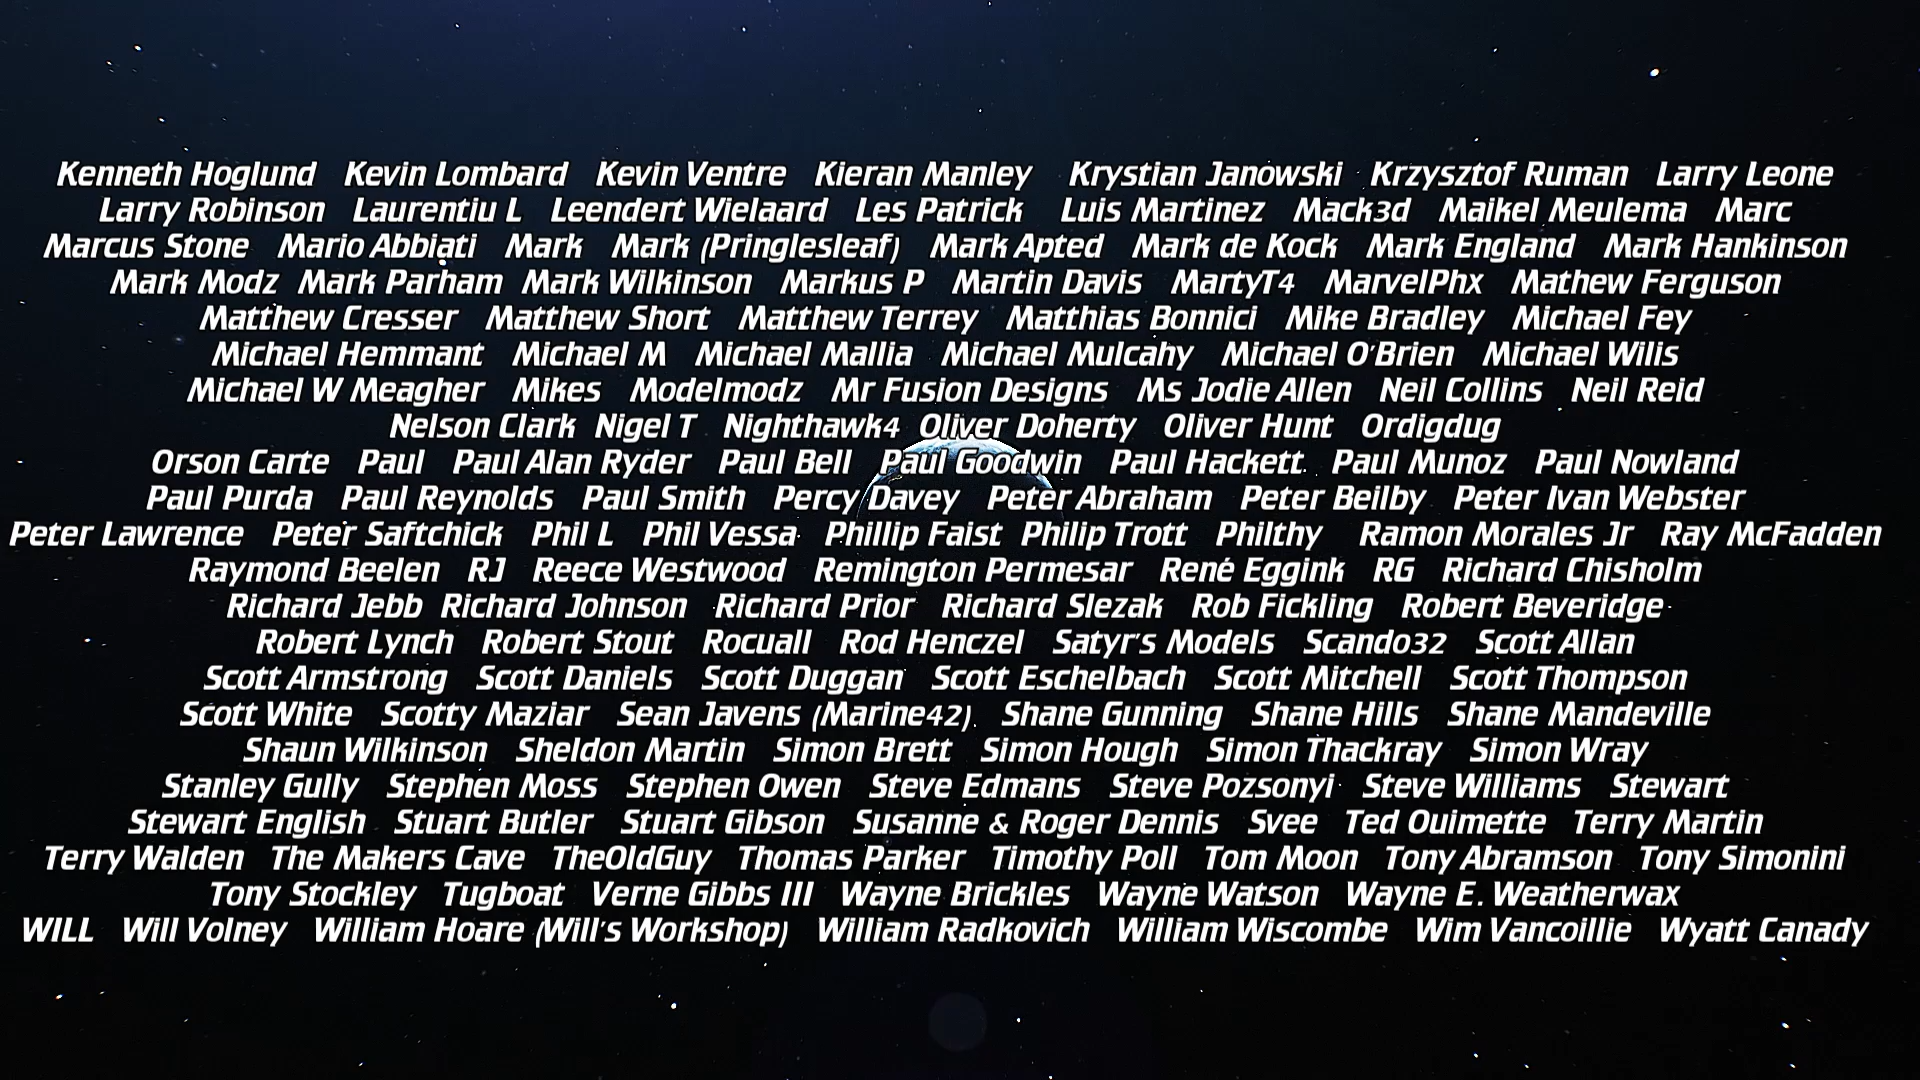 Kenneth Hoglund Kevin Lombard Kevin Ventre Kieran Manley Krystian Janowski Krzysztof Ruman Larry Leone
Larry Robinson Laurentiu L Leendert Wielaard Les Patrick Luis Martinez Mack3d Maikel Meulema Marc
Marcus Stone Mario Abbiati Mark Mark (Pringlesleaf) Mark Apted Mark de Kock Mark England Mark Hankinson
Mark Modz Mark Parham Mark Wilkinson Markus P Martin Davis MartyT4 MarvelPhx Mathew Ferguson
Matthew Cresser Matthew Short Matthew Terrey Matthias Bonnici Mike Bradley Michael Fey
Michael Hemmant Michael M Michael Mallia Michael Mulcahy Michael O'Brien Michael Wilis
Michael W Meagher Mikes Modelmodz Mr Fusion Designs Ms Jodie Allen Neil Collins Neil Reid
Nelson Clark Nigel T Nighthawk4 Oliver Doherty Oliver Hunt Ordigdug
Orson Carte Paul Paul Alan Ryder Paul Bell Paul Goodwin Paul Hackett Paul Munoz Paul Nowland
Paul Purda Paul Reynolds Paul Smith Percy Davey Peter Abraham Peter Beilby Peter Ivan Webster
Peter Lawrence Peter Saftchick Phil L Phil Vessa Phillip Faist Philip Trott Philthy Ramon Morales Jr Ray McFadden
Raymond Beelen RJ Reece Westwood Remington Permesar René Eggink RG Richard Chisholm
Richard Jebb Richard Johnson Richard Prior Richard Slezak Rob Fickling Robert Beveridge
Robert Lynch Robert Stout Rocuall Rod Henczel Satyr's Models Scando32 Scott Allan
Scott Armstrong Scott Daniels Scott Duggan Scott Eschelbach Scott Mitchell Scott Thompson
Scott White Scotty Maziar Sean Javens (Marine42) Shane Gunning Shane Hills Shane Mandeville
Shaun Wilkinson Sheldon Martin Simon Brett Simon Hough Simon Thackray Simon Wray
Stanley Gully Stephen Moss Stephen Owen Steve Edmans Steve Pozsonyi Steve Williams Stewart
Stewart English Stuart Butler Stuart Gibson Susanne & Roger Dennis Svee Ted Ouimette Terry Martin
Terry Walden The Makers Cave TheOldGuy Thomas Parker Timothy Poll Tom Moon Tony Abramson Tony Simonini
Tony Stockley Tugboat Verne Gibbs III Wayne Brickles Wayne Watson Wayne E. Weatherwax
WILL Will Volney William Hoare (Will's Workshop) William Radkovich William Wiscombe Wim Vancoillie Wyatt Canady